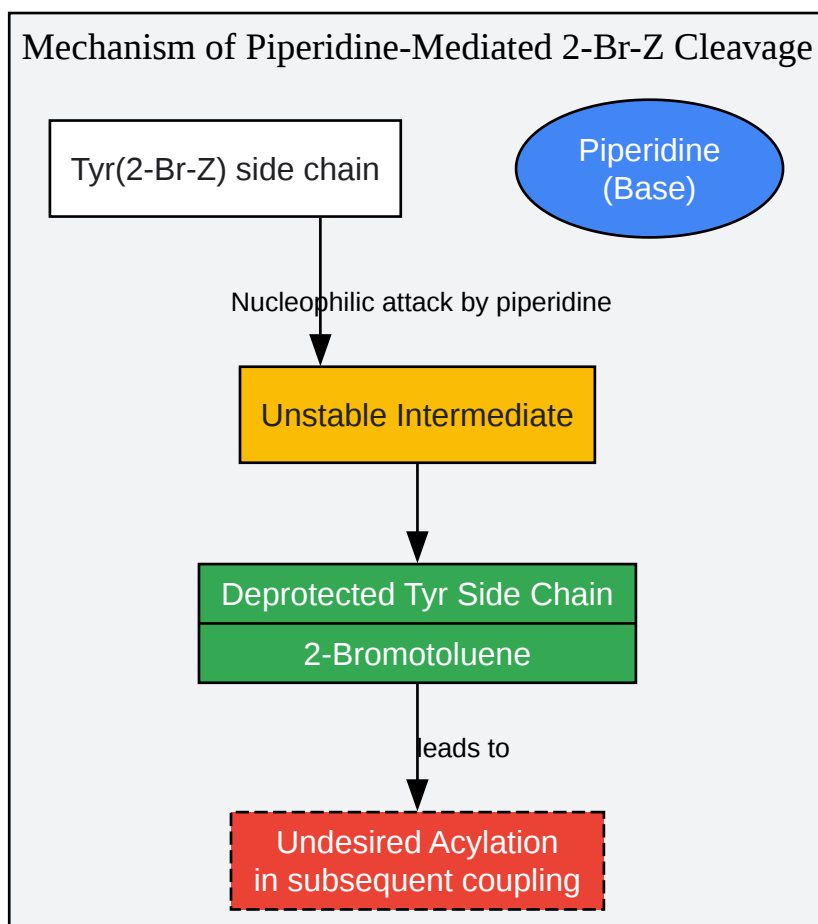 Mechanism of Piperidine-Mediated 2-Br-Z Cleavage
Tyr(2-Br-Z) side chain
Piperidine
(Base)
Nucleophilic attack by piperidine
Unstable Intermediate
Deprotected Tyr Side Chain
2-Bromotoluene
leads to
Undesired Acylation
in subsequent coupling